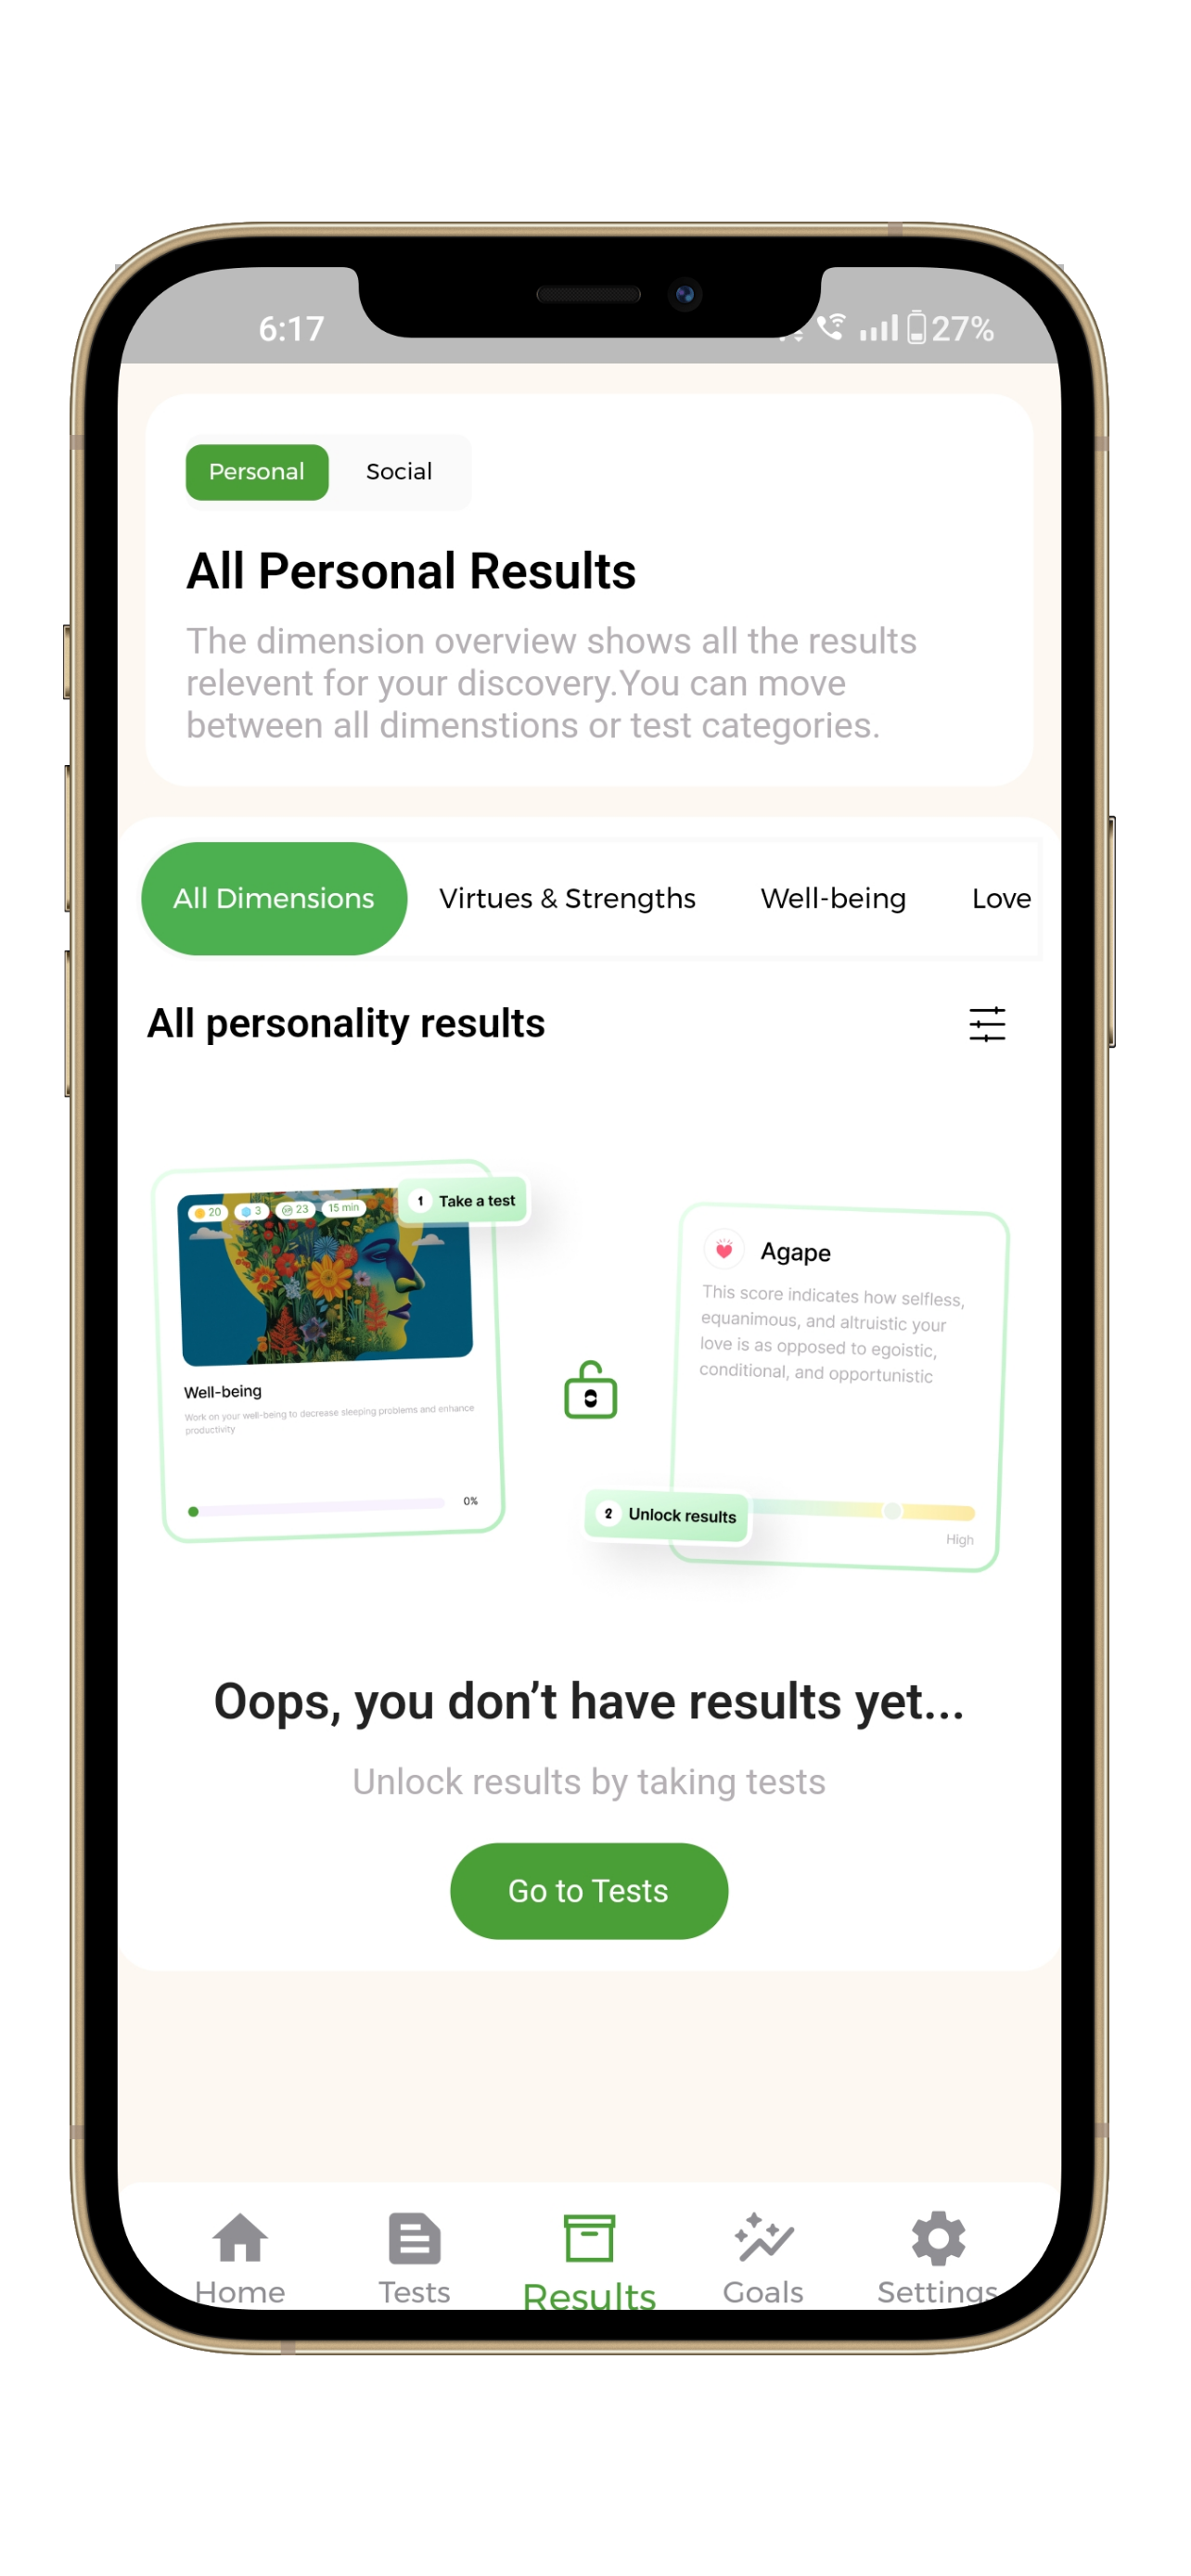 6:17
27%
Personal Social
All Personal Results
The dimension overview shows all the results
relevent for your discovery.You can move
between all dimenstions or test categories.
All Dimensions Virtues & Strengths Well-being Love
All personality results
20 3 XP 23 15 min
1 Take a test
Well-being
Work on your well-being to decrease sleeping problems and enhance
productivity
0%
Agape
This score indicates how selfless,
equanimous, and altruistic your
love is as opposed to egoistic,
conditional, and opportunistic
2 Unlock results
High
Oops, you don’t have results yet...
Unlock results by taking tests
Go to Tests
Home Tests Results Goals Settings